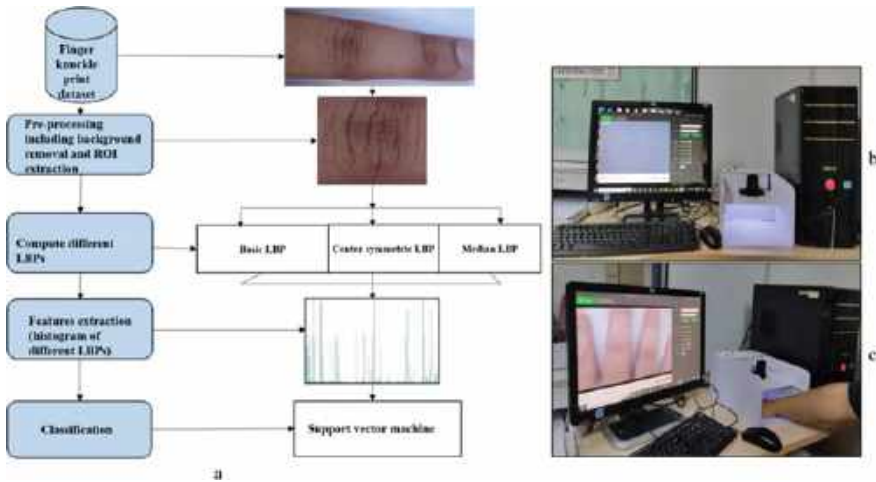 Finger
knuckle
print
dataset
Pre-processing
including background
removal and ROI
extraction
Compute different
LBPs
Basic LBP
Center symmetric LBP
Median LBP
Features extraction
(histogram of
different LBPs)
Classification
Support vector machine
a
b
c